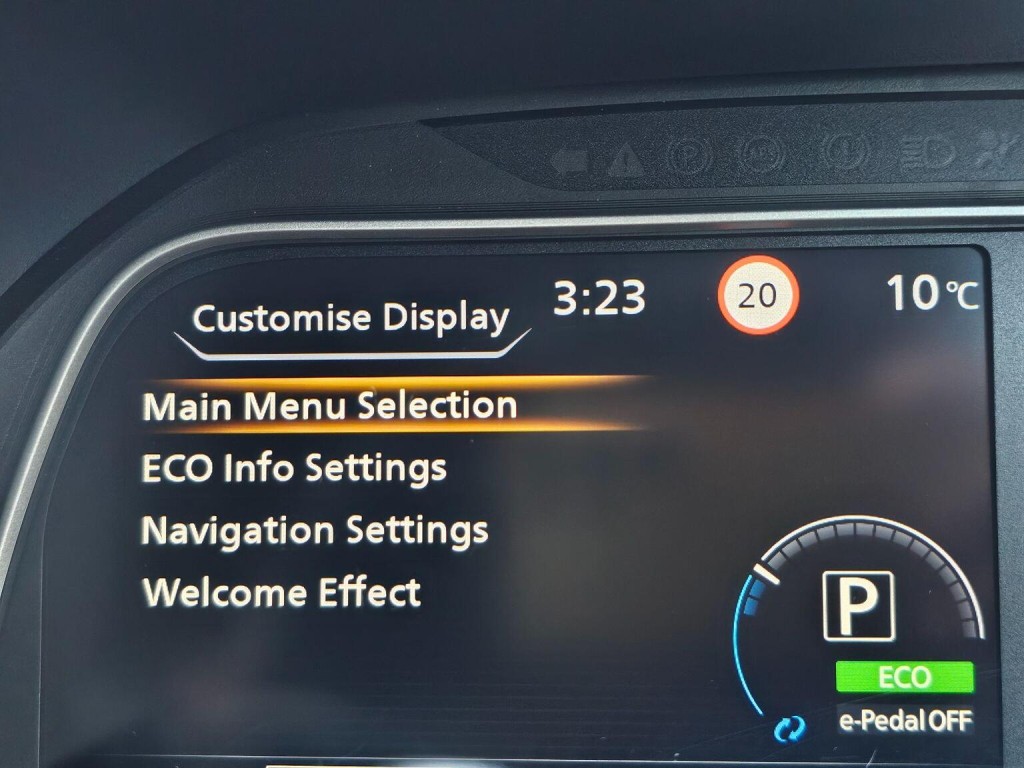 Customise Display
3:23
20
10°C
Main Menu Selection
ECO Info Settings
Navigation Settings
Welcome Effect
P
ECO
e-Pedal OFF